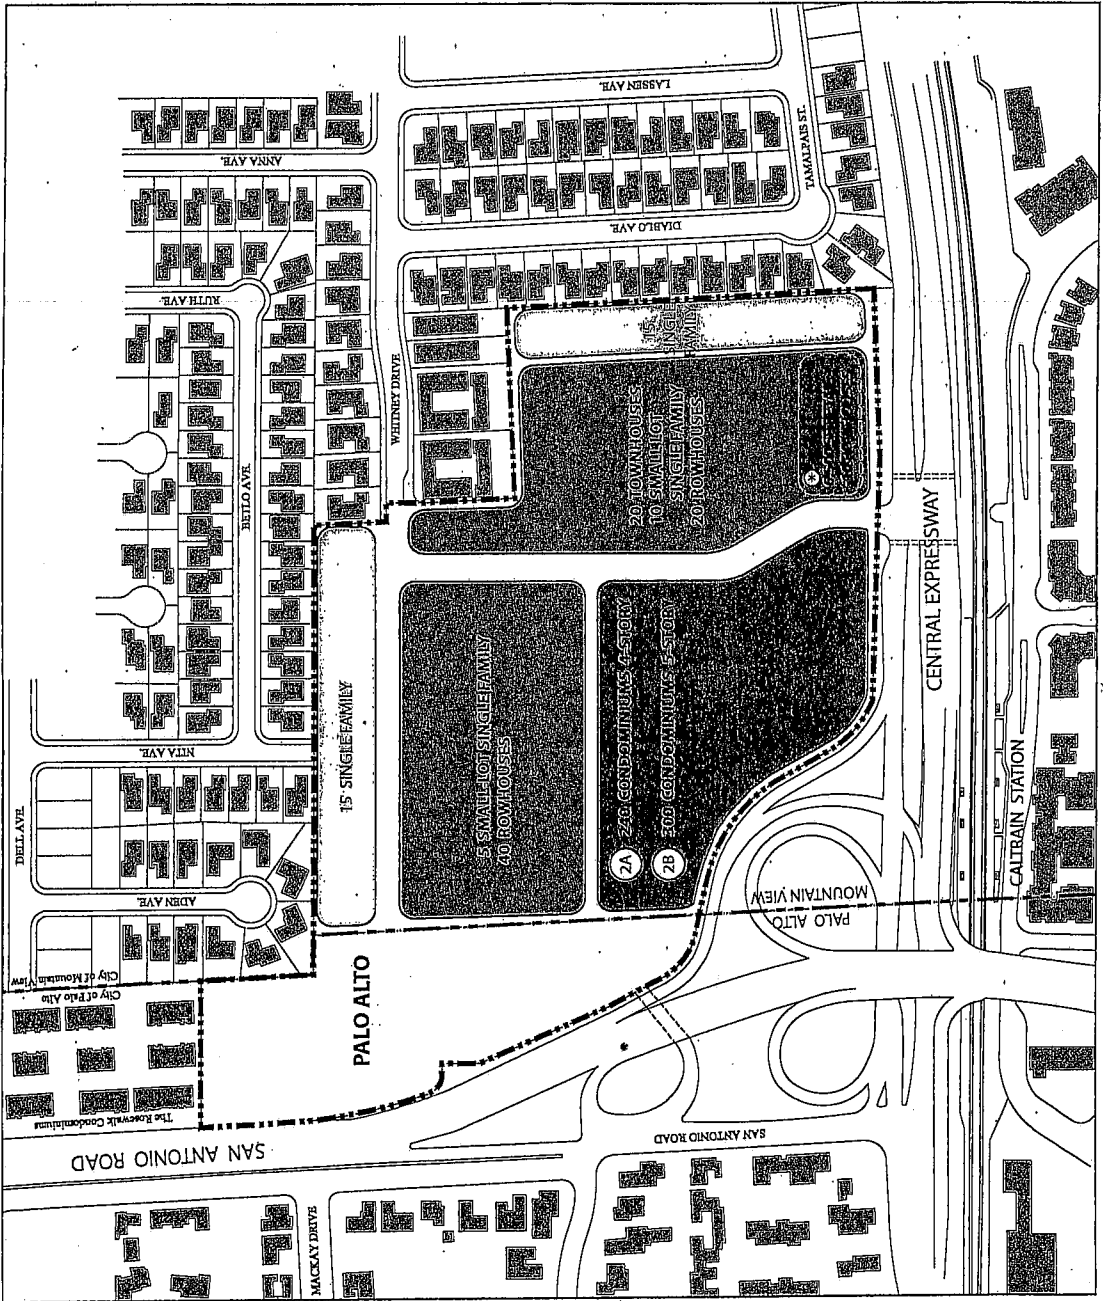 LASSEN AVE.
ANNA AVE.
TAMALPAIS ST.
DIABLO AVE.
RUTH AVE.
WHITNEY DRIVE
15
SINGLE
FAMILY
20 TOWNHOUSES
10 SMALL LOT
SINGLE FAMILY
20 ROWHOUSES
*
BETLO AVE.
CENTRAL EXPRESSWAY
NITA AVE.
15 SINGLE FAMILY
5 SMALL-LOT SINGLE FAMILY
40 ROWHOUSES
2A
CONDOMINIUMS 4-STORY
2B
300 CONDOMINIUMS 5-STORY
DELL AVE.
ADEN AVE.
CALTRAIN STATION
MOUNTAIN VIEW
PALO ALTO
City of Mountain View
City of Palo Alto
PALO ALTO
*
The Rosewalk Condominiums
SAN ANTONIO ROAD
SAN ANTONIO ROAD
MACKAY DRIVE